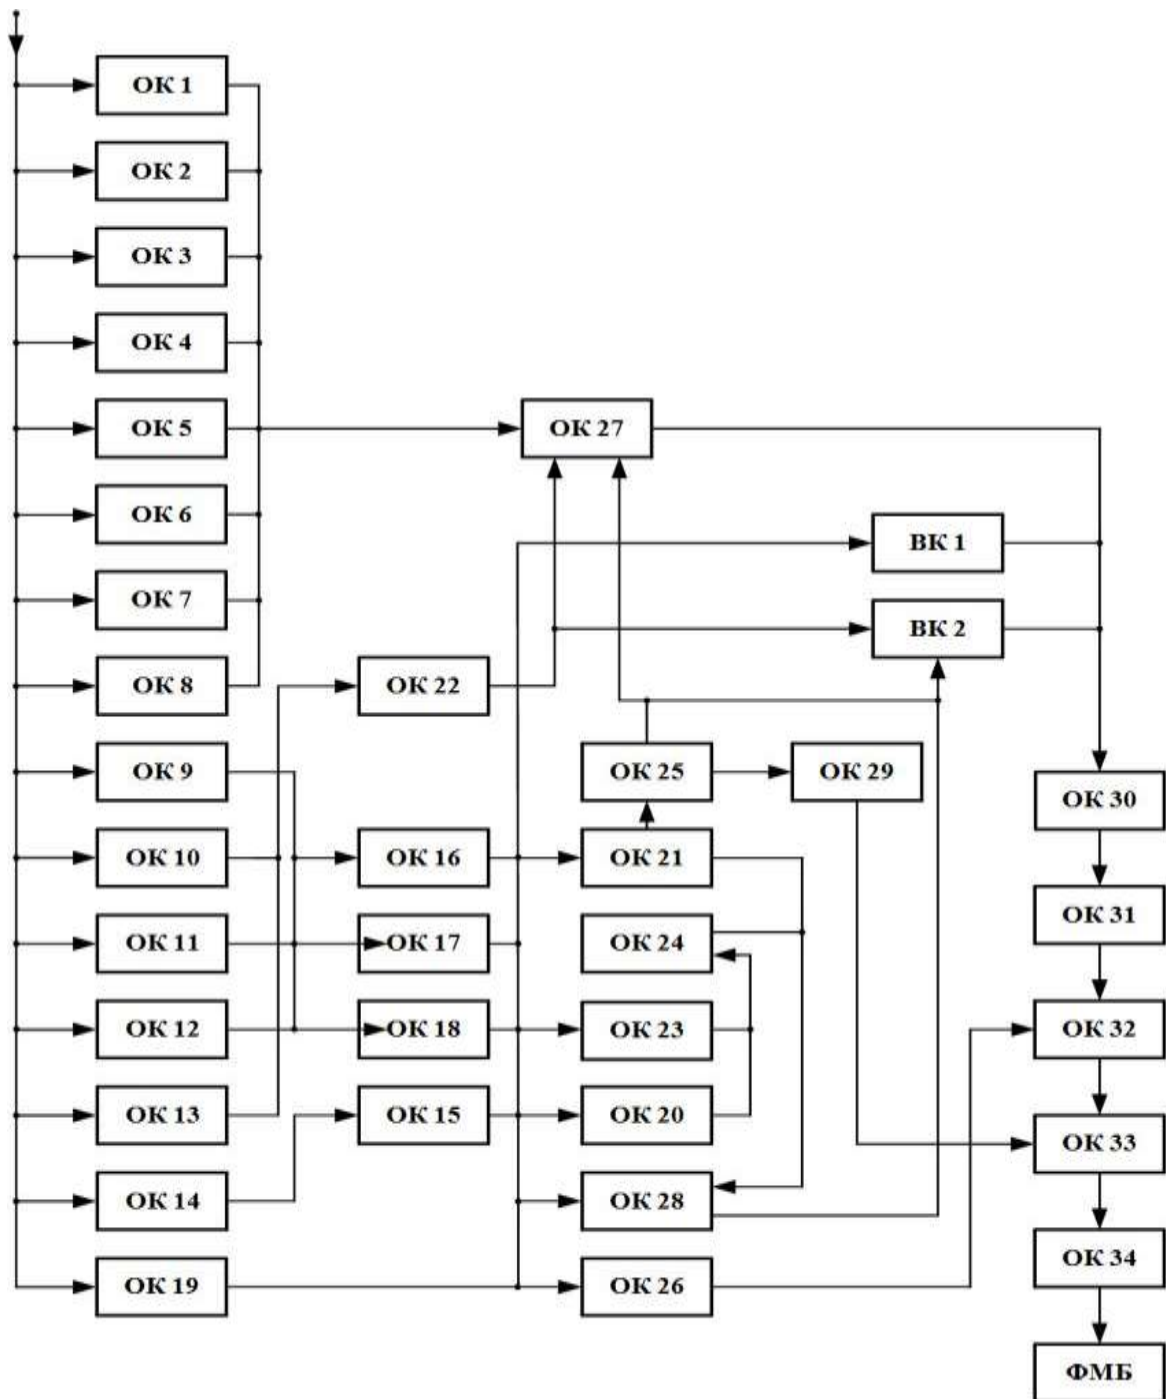 ОК 1
ОК 2
ОК 3
ОК 4
ОК 5
ОК 27
ОК 6
ВК 1
ОК 7
ВК 2
ОК 8
ОК 22
ОК 9
ОК 25
ОК 29
ОК 30
ОК 10
ОК 16
ОК 21
ОК 31
ОК 11
ОК 17
ОК 24
ОК 12
ОК 18
ОК 23
ОК 32
ОК 13
ОК 15
ОК 20
ОК 33
ОК 14
ОК 28
ОК 34
ОК 19
ОК 26
ФМБ